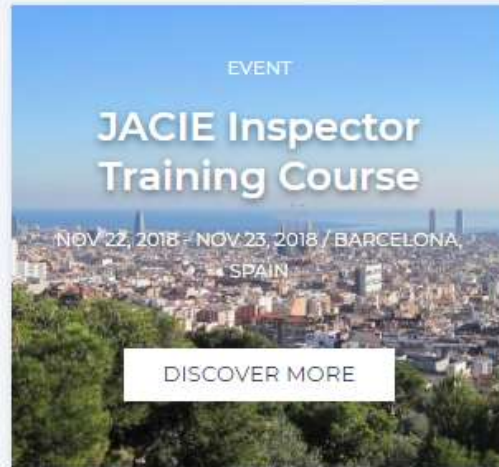 EVENT
JACIE Inspector
Training Course
NOV 22, 2018 - NOV 23, 2018 / BARCELONA,
SPAIN
DISCOVER MORE